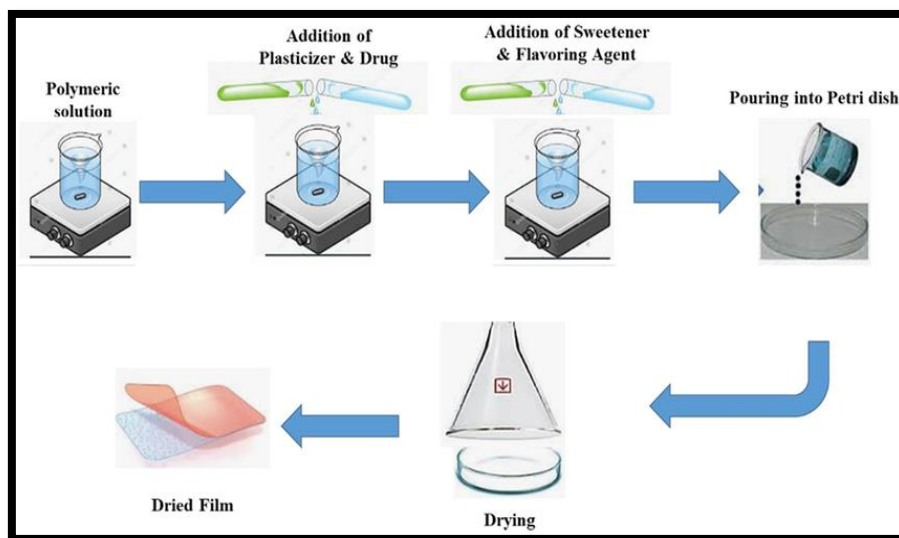 Polymeric
solution
Addition of
Plasticizer & Drug
Addition of Sweetener
& Flavoring Agent
Pouring into Petri dish
Drying
Dried Film